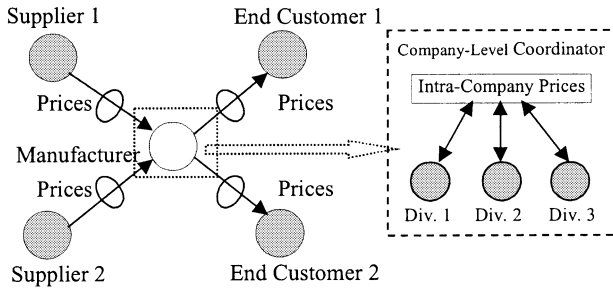 Supplier 1
End Customer 1
Company-Level Coordinator
Intra-Company Prices
Prices
Prices
Manufacturer
Prices
Prices
Div. 1
Div. 2
Div. 3
Supplier 2
End Customer 2